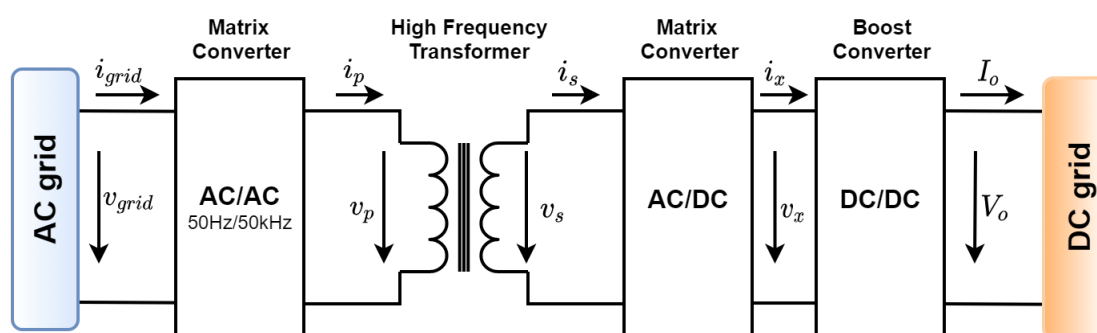 Matrix
Converter
High Frequency
Transformer
Matrix
Converter
Boost
Converter
i_grid
i_p
i_s
i_x
I_o
AC grid
v_grid
AC/AC
50Hz/50kHz
v_p
v_s
AC/DC
v_x
DC/DC
V_o
DC grid